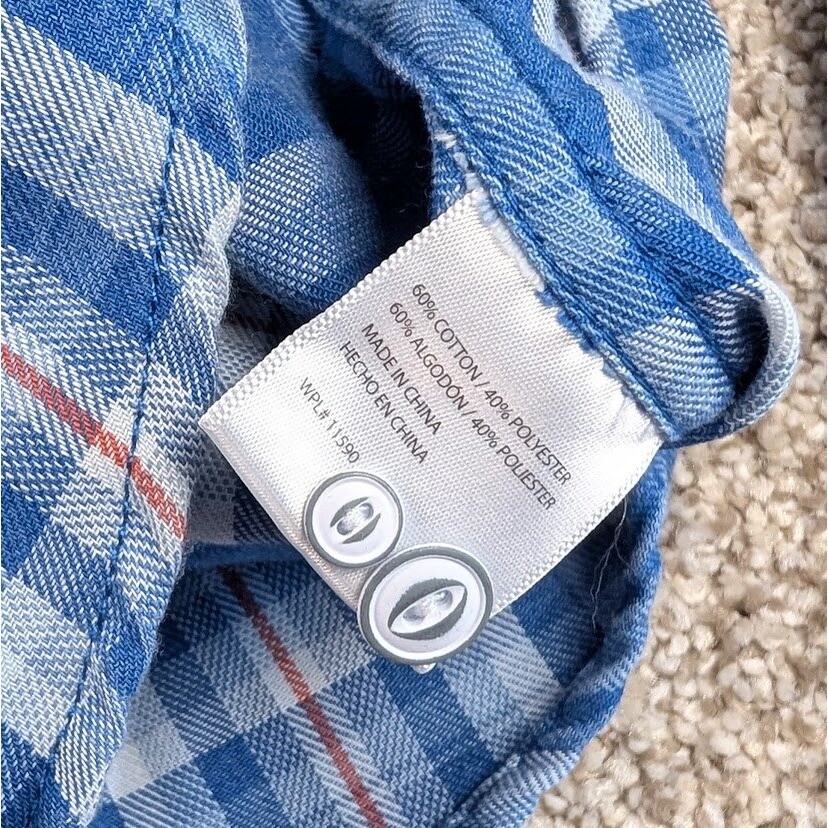 60% COTTON / 40% POLYESTER
60% ALGODÓN / 40% POLIESTER
MADE IN CHINA
HECHO EN CHINA
WPL# 11590